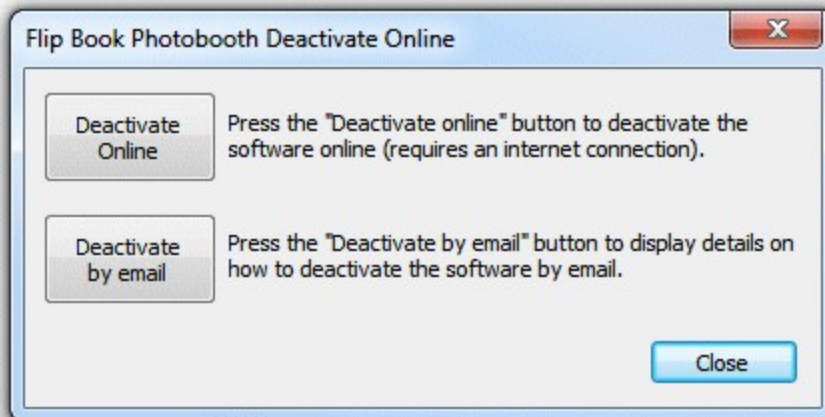 Flip Book Photobooth Deactivate Online
Deactivate
Online
Press the "Deactivate online" button to deactivate the
software online (requires an internet connection).
Deactivate
by email
Press the "Deactivate by email" button to display details on
how to deactivate the software by email.
Close